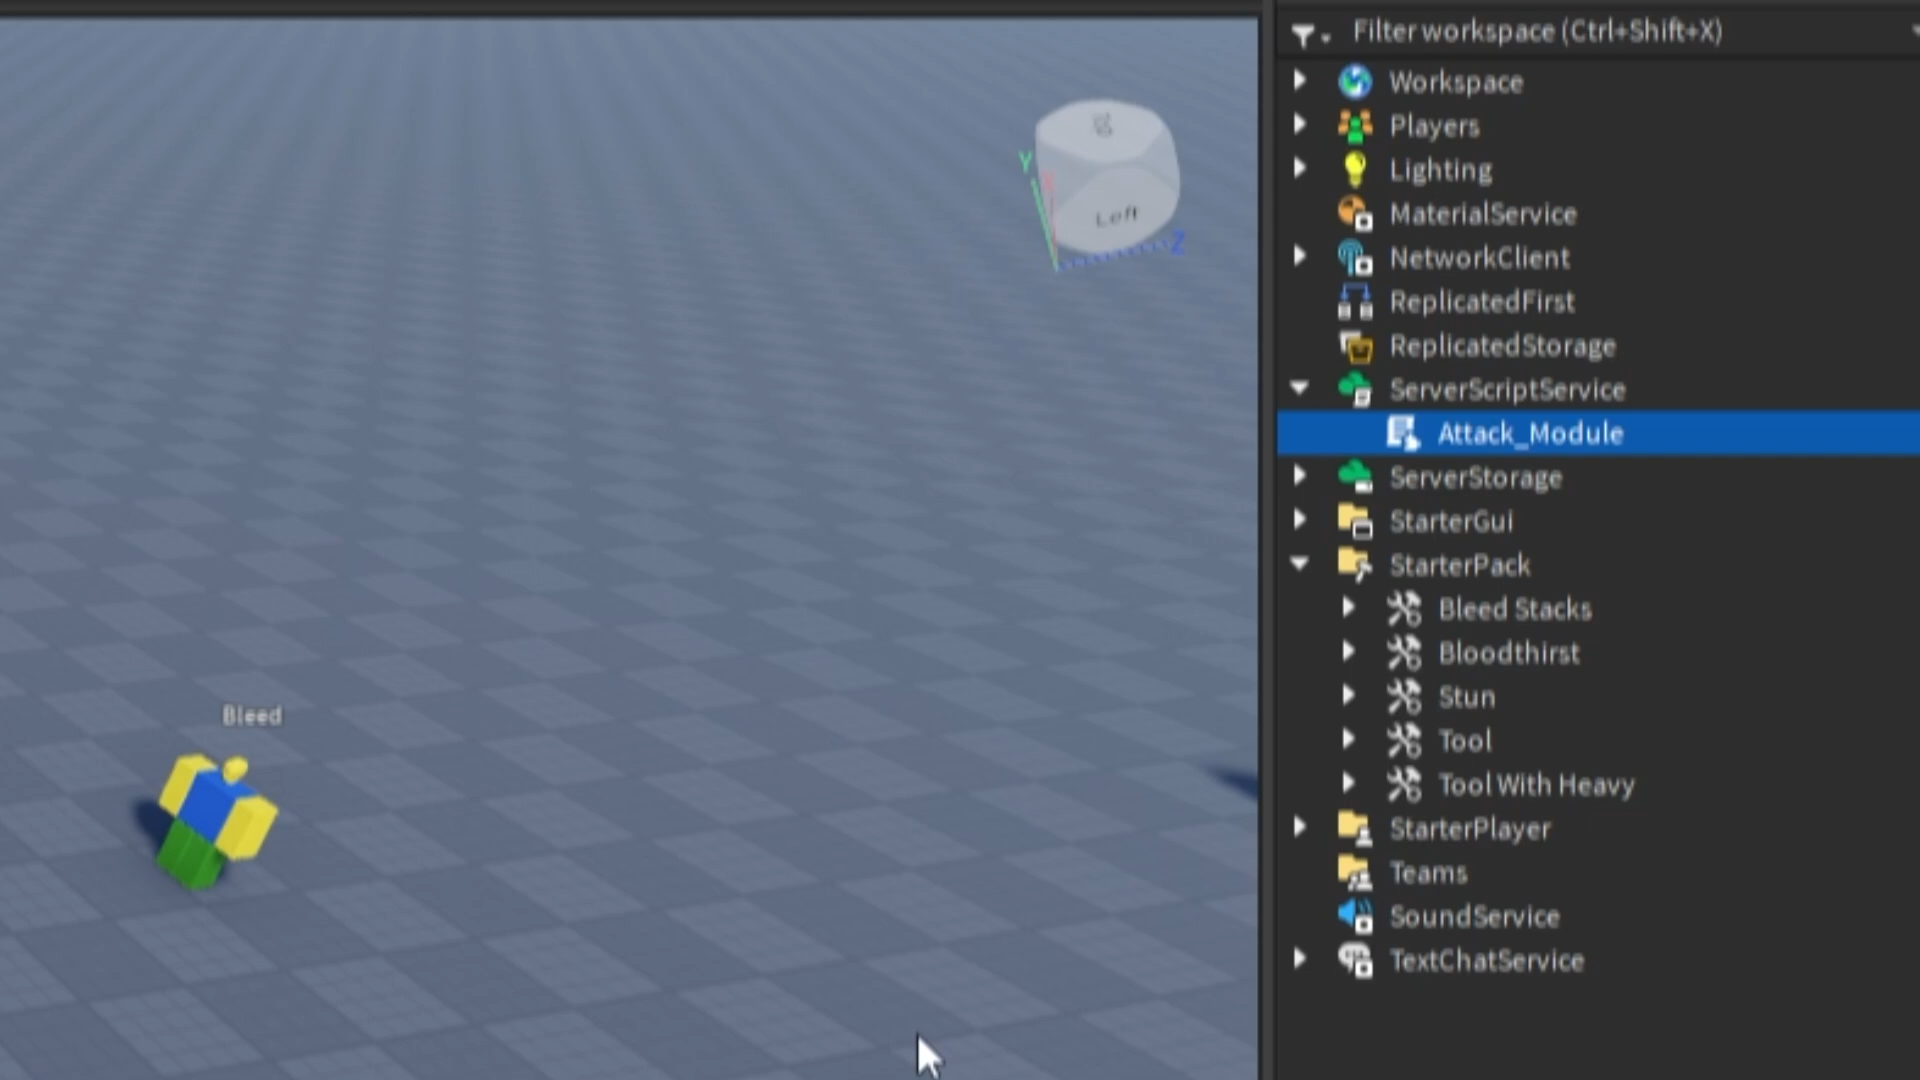 Filter workspace (Ctrl+Shift+X)
Workspace
Players
Lighting
MaterialService
NetworkClient
ReplicatedFirst
ReplicatedStorage
ServerScriptService
Attack_Module
ServerStorage
StarterGui
StarterPack
Bleed Stacks
Bloodthirst
Stun
Tool
Tool With Heavy
StarterPlayer
Teams
SoundService
TextChatService
Y
Left
Z
Bleed